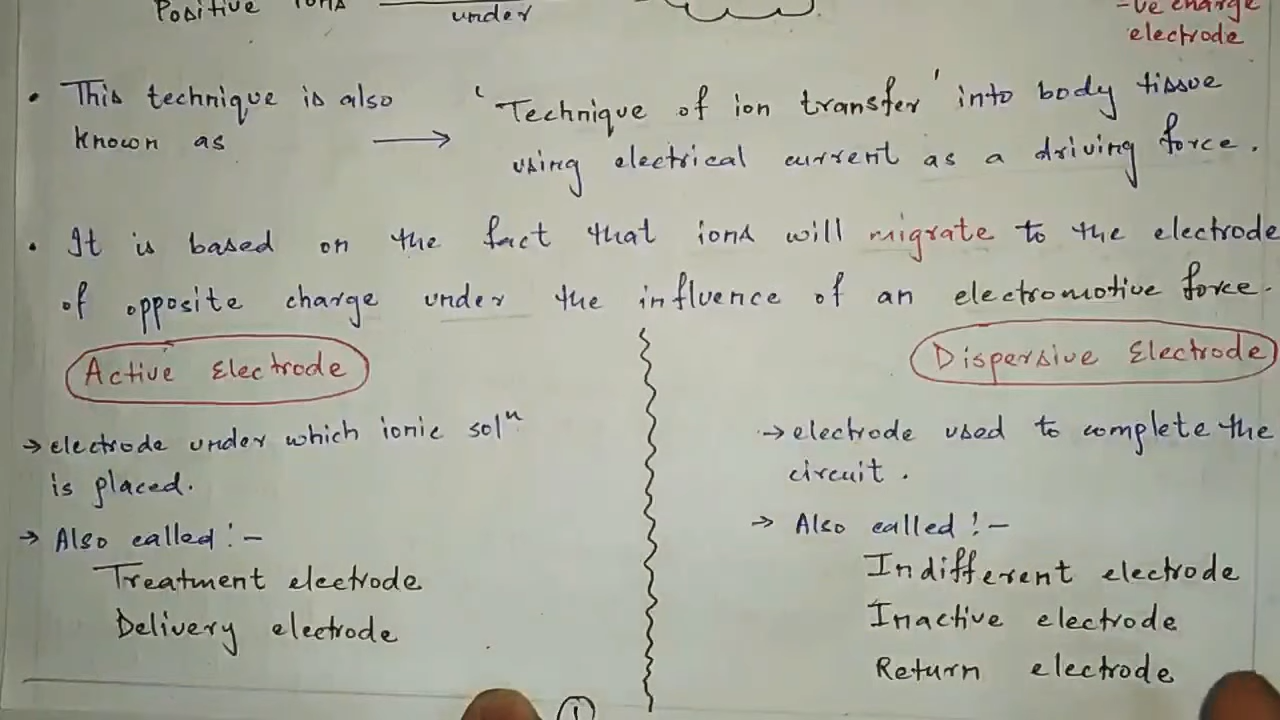 Positive ions
under
-ve charge
electrode
• This technique is also
known as → 'Technique of ion transfer' into body tissue
using electrical current as a driving force.
• It is based on the fact that ions will migrate to the electrode
of opposite charge under the influence of an electromotive force.
Active Electrode
→ electrode under which ionic solⁿ
is placed.
→ Also called :-
Treatment electrode
Delivery electrode
Dispersive Electrode
→ electrode used to complete the
circuit.
→ Also called :-
Indifferent electrode
Inactive electrode
Return electrode
1